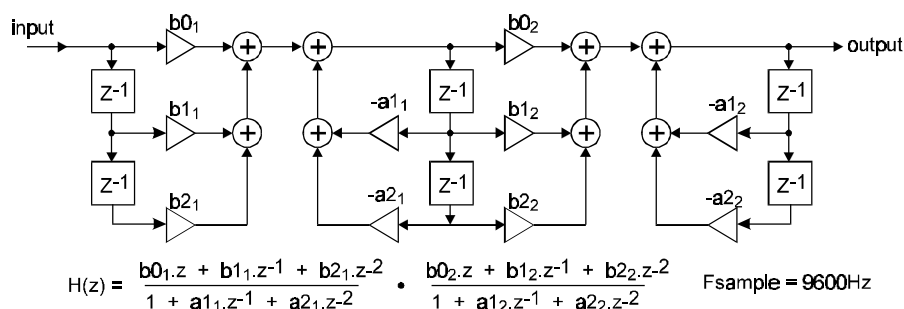 input
b0₁
b0₂
output
+
+
+
+
z-1
z-1
-a1₁
-a1₂
z-1
b1₁
+
+
b1₂
+
+
z-1
z-1
-a2₁
-a2₂
z-1
b2₁
b2₂
H(z) = b0₁.z + b1₁.z-1 + b2₁.z-2 / 1 + a1₁.z-1 + a2₁.z-2 • b0₂.z + b1₂.z-1 + b2₂.z-2 / 1 + a1₂.z-1 + a2₂.z-2 Fsample = 9600Hz